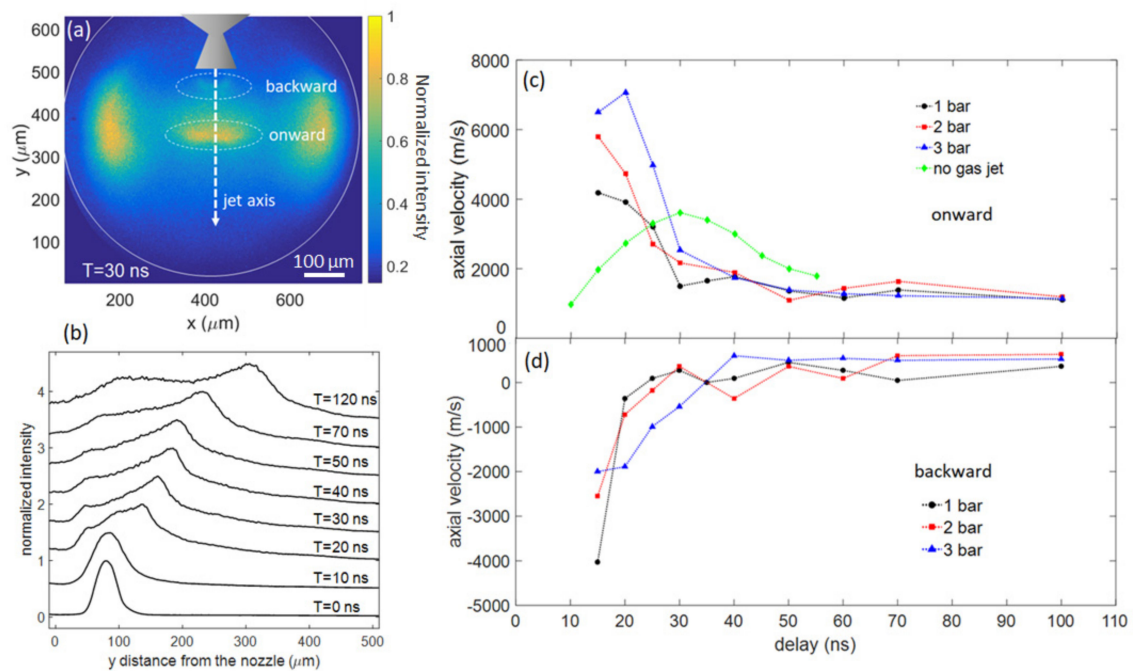 (a)
600
500
400
300
200
100
y (μm)
backward
onward
jet axis
T=30 ns
100 μm
200 400 600
x (μm)
1
0.8
0.6
0.4
0.2
Normalized intensity
(b)
4
3
2
1
0
normalized intensity
T=120 ns
T=70 ns
T=50 ns
T=40 ns
T=30 ns
T=20 ns
T=10 ns
T=0 ns
0 100 200 300 400 500
y distance from the nozzle (μm)
(c)
8000
6000
4000
2000
0
axial velocity (m/s)
1 bar
2 bar
3 bar
no gas jet
onward
(d)
1000
0
-1000
-2000
-3000
-4000
-5000
axial velocity (m/s)
backward
1 bar
2 bar
3 bar
0 10 20 30 40 50 60 70 80 90 100 110
delay (ns)